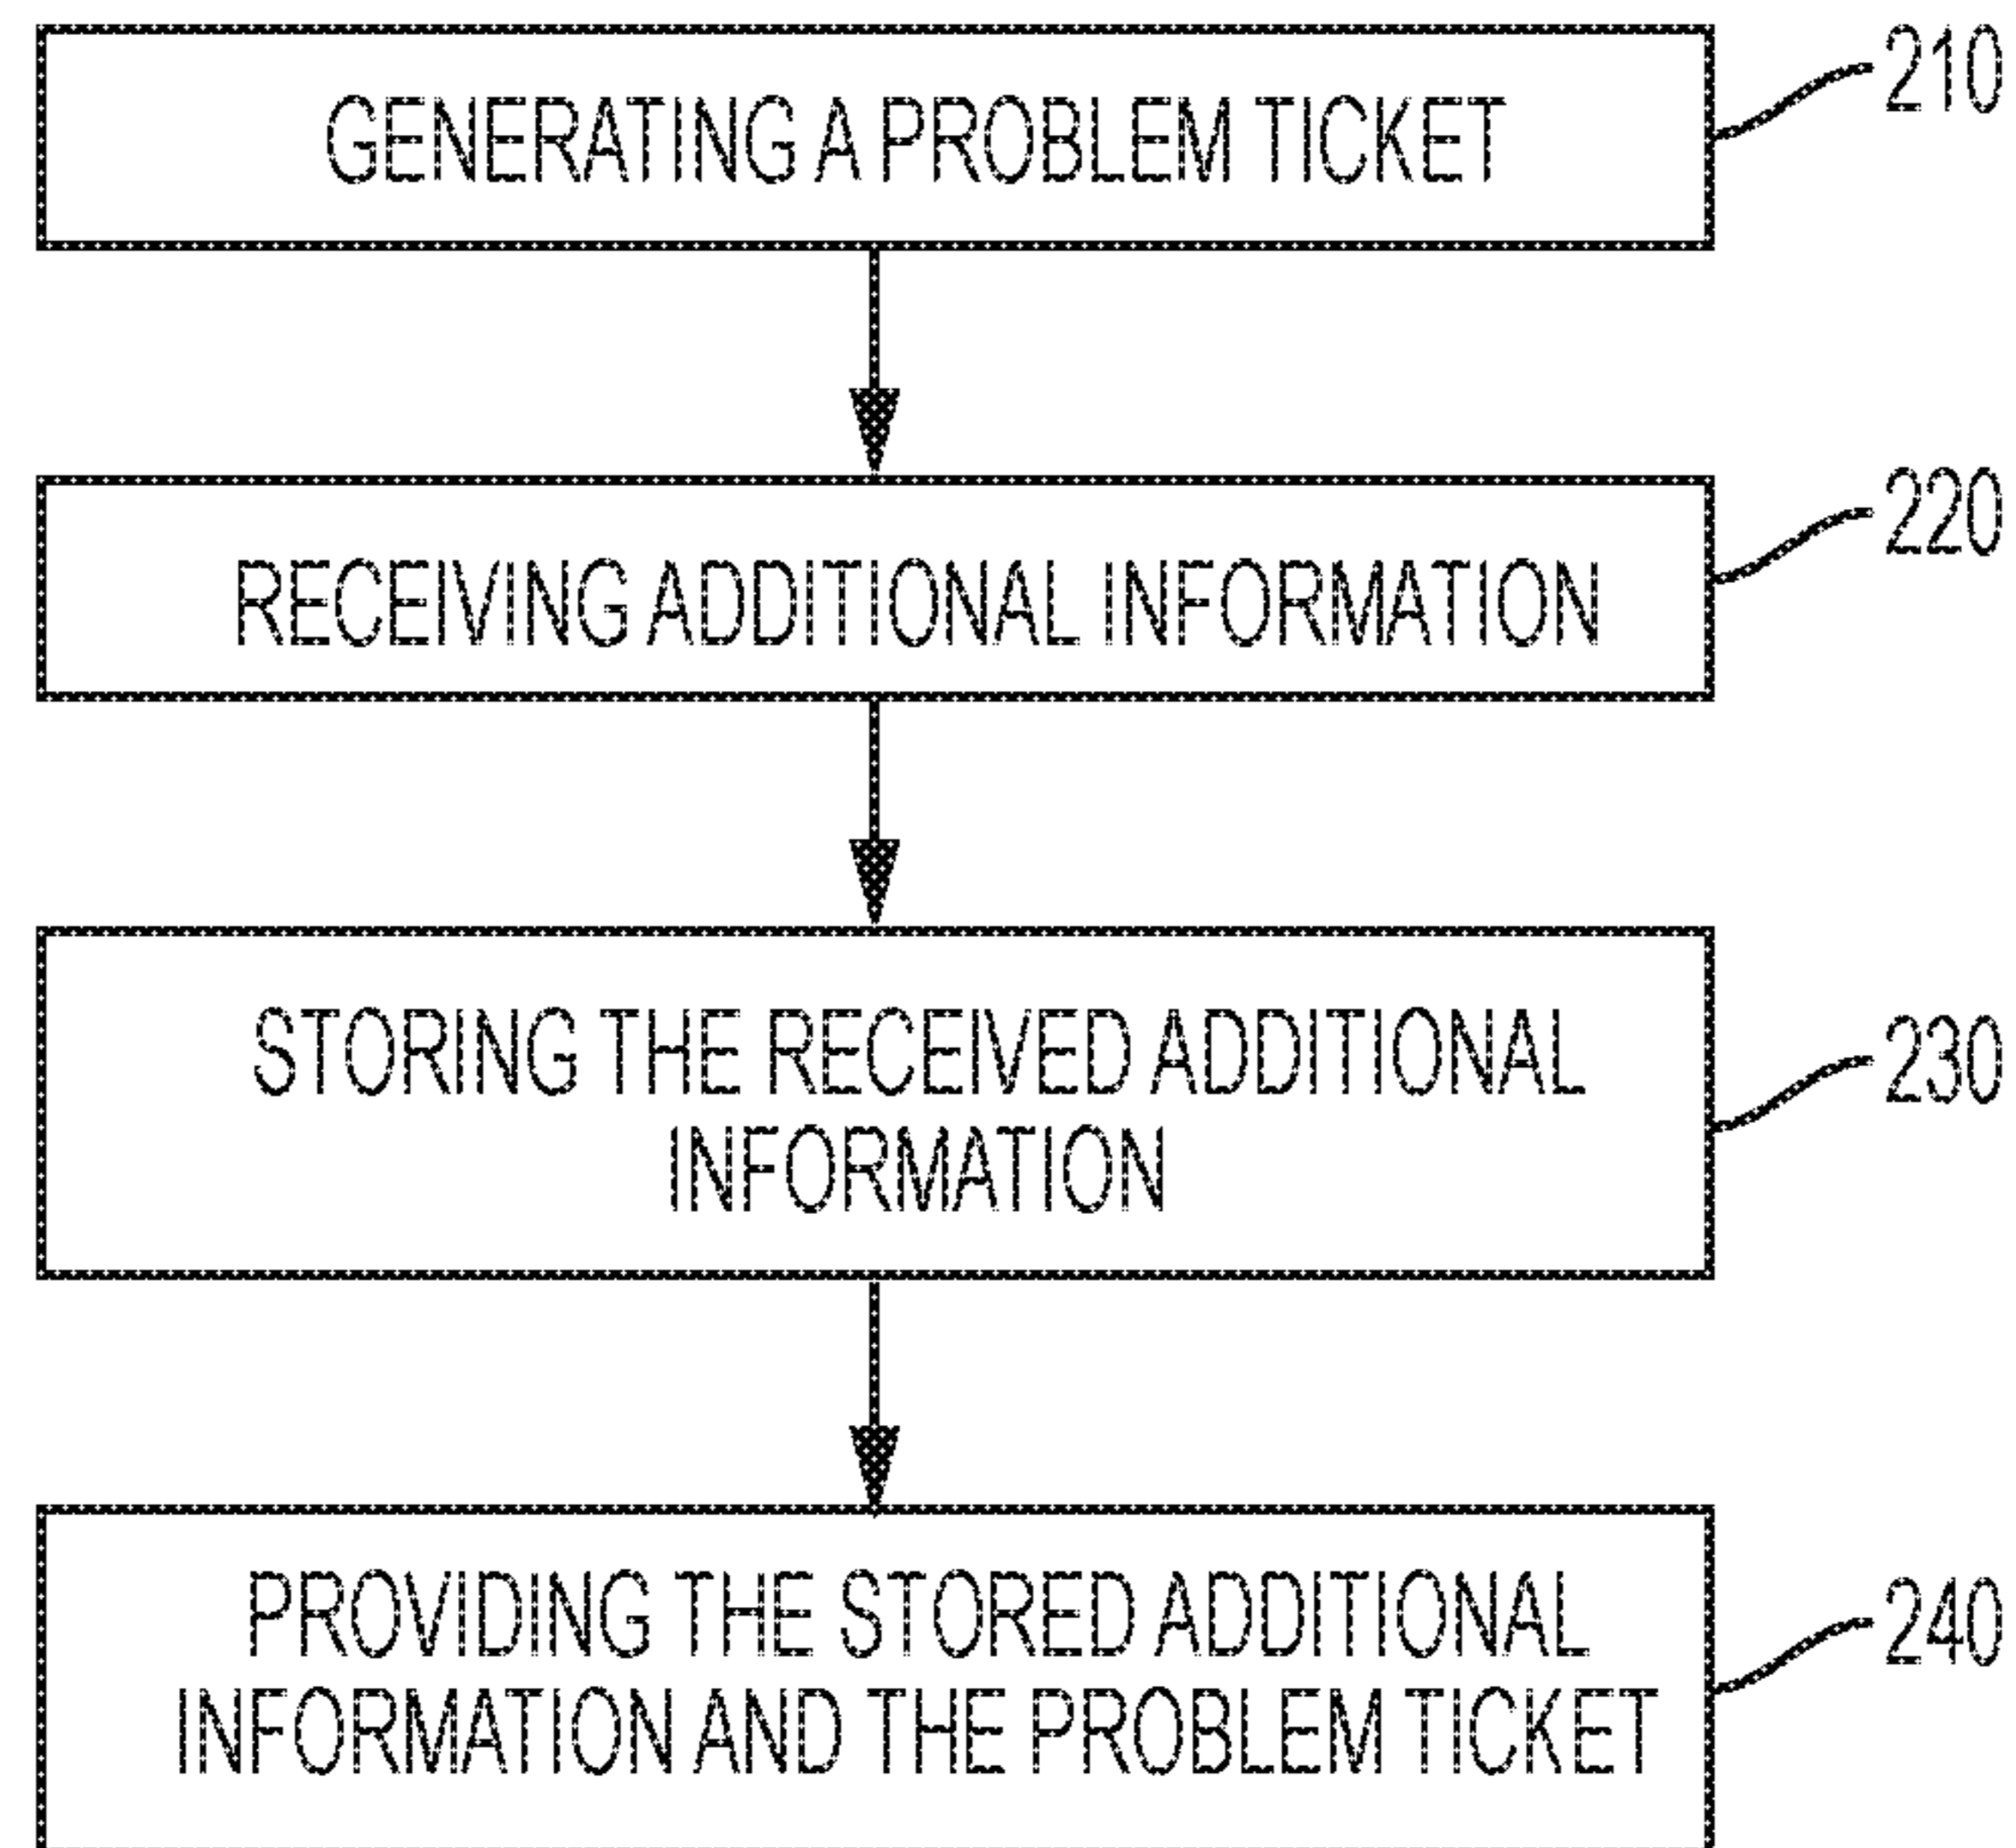 GENERATING A PROBLEM TICKET
210
RECEIVING ADDITIONAL INFORMATION
220
STORING THE RECEIVED ADDITIONAL
INFORMATION
230
PROVIDING THE STORED ADDITIONAL
INFORMATION AND THE PROBLEM TICKET
240